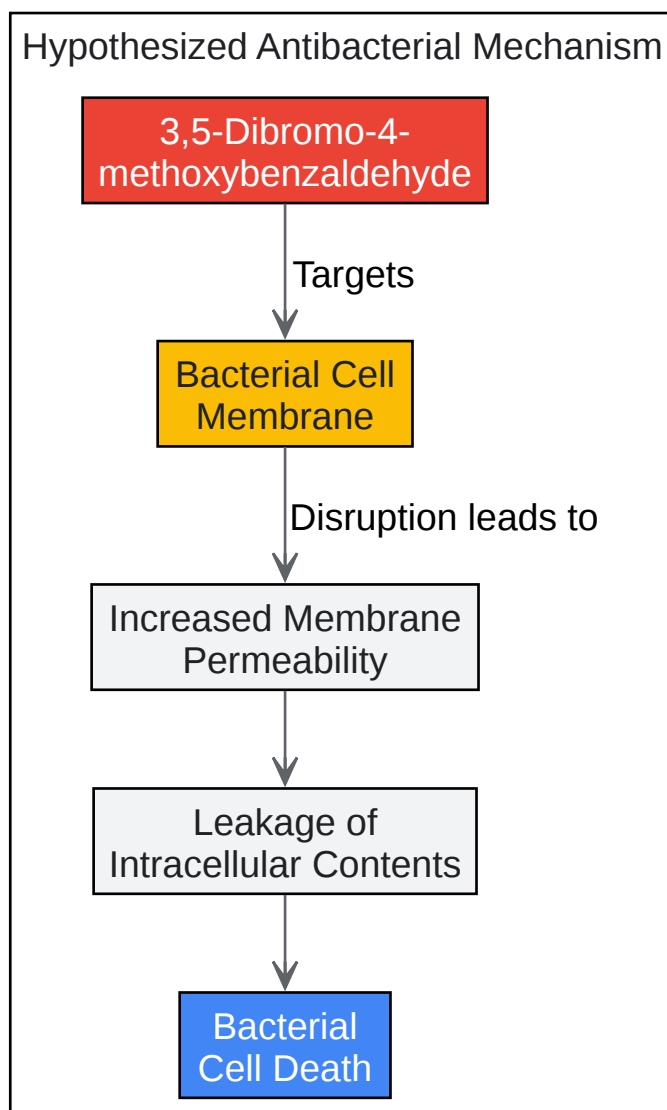 Hypothesized Antibacterial Mechanism
3,5-Dibromo-4-
methoxybenzaldehyde
Targets
Bacterial Cell
Membrane
Disruption leads to
Increased Membrane
Permeability
Leakage of
Intracellular Contents
Bacterial
Cell Death